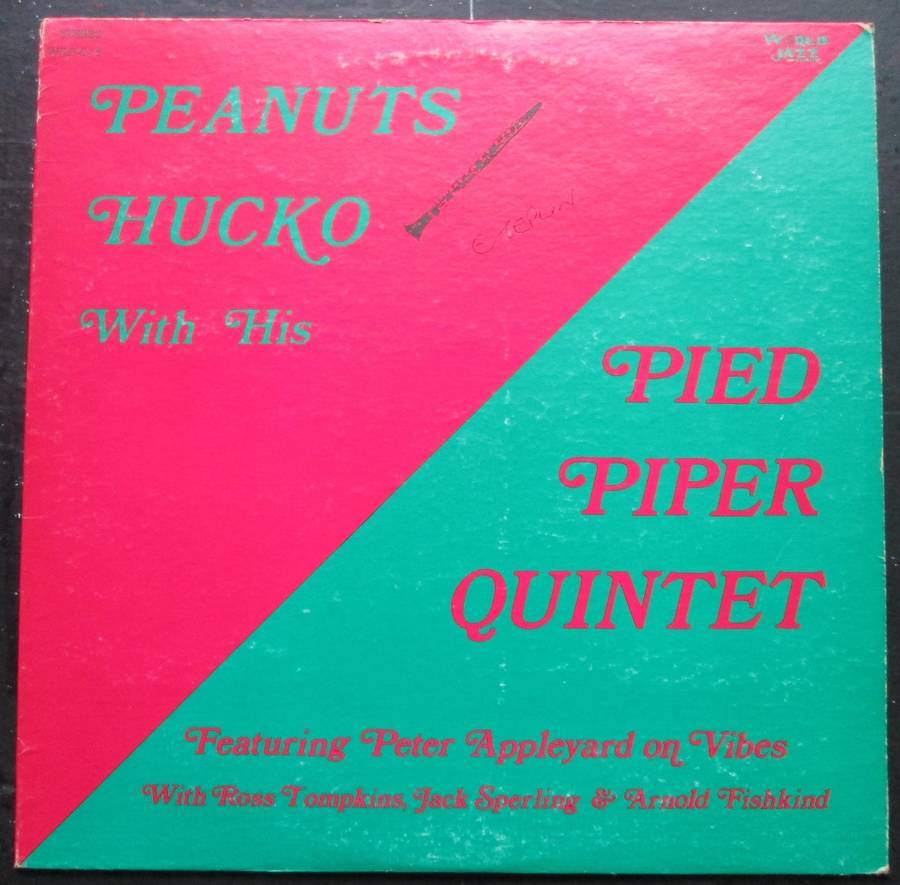 STEREO
WORLD
JAZZ
PEANUTS
HUCKO
With His
PIED
PIPER
QUINTET
Featuring Peter Appleyard on Vibes
With Ross Tompkins, Jack Sperling & Arnold Fishkind